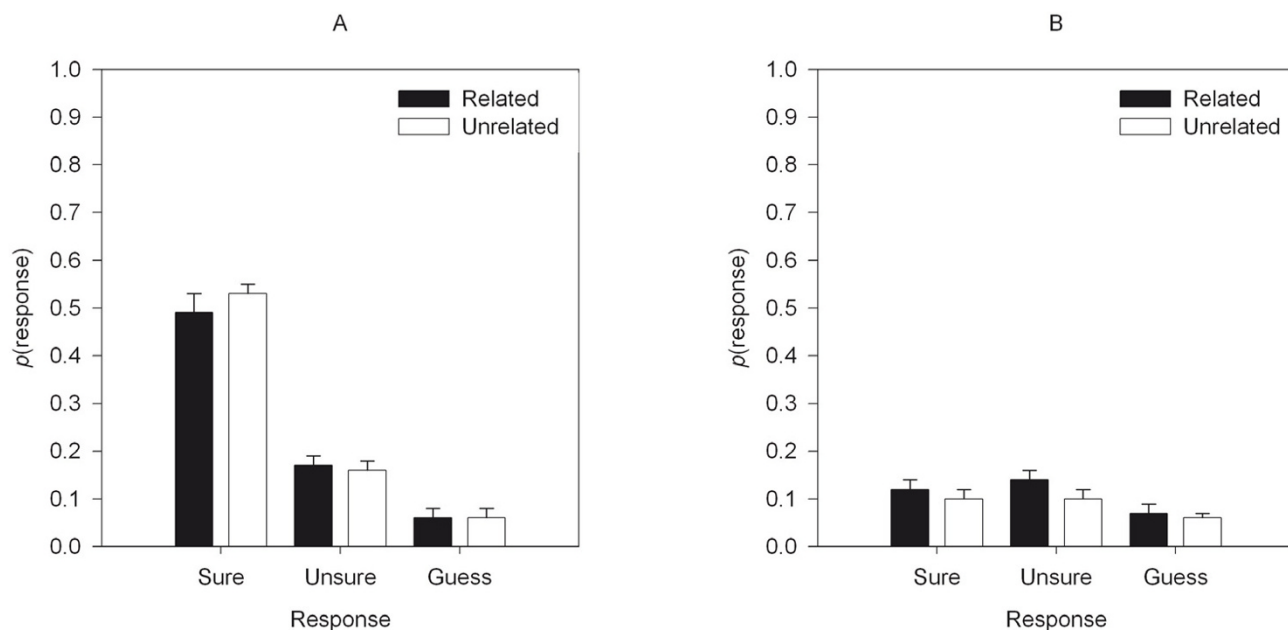 A
p(response)
1.0
0.9
0.8
0.7
0.6
0.5
0.4
0.3
0.2
0.1
0.0
Related
Unrelated
Sure Unsure Guess
Response
B
p(response)
1.0
0.9
0.8
0.7
0.6
0.5
0.4
0.3
0.2
0.1
0.0
Related
Unrelated
Sure Unsure Guess
Response